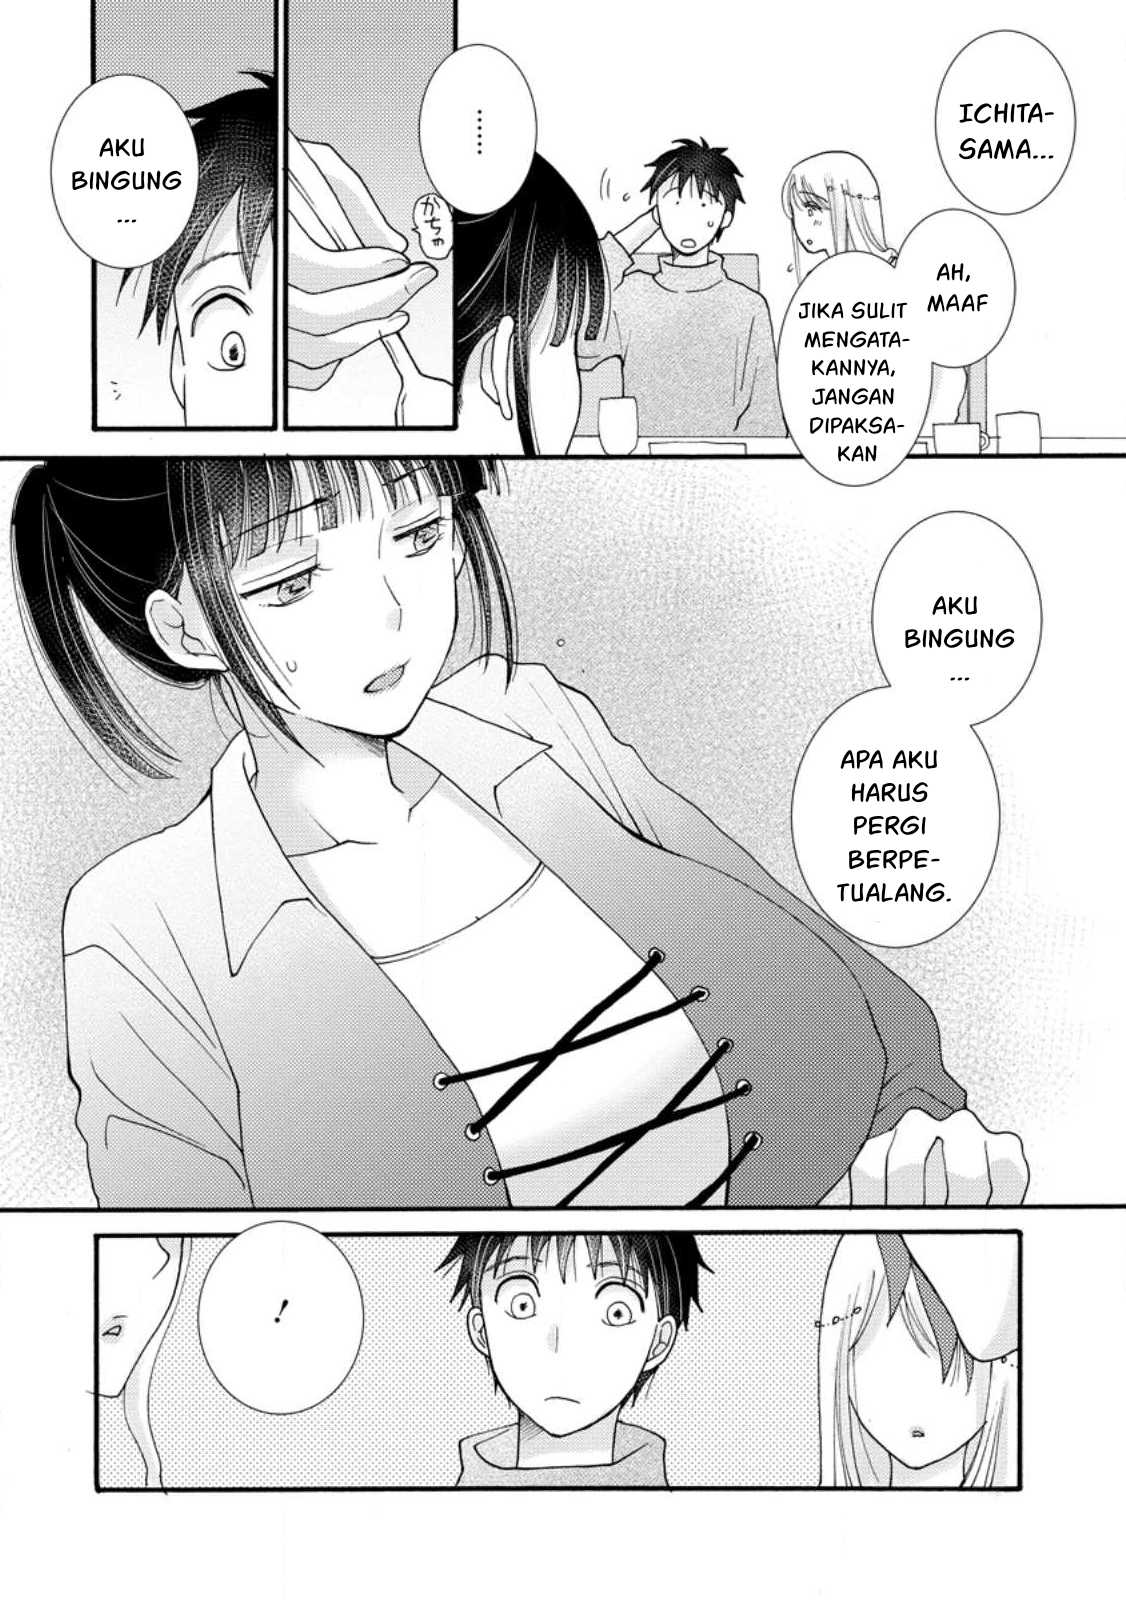 ICHITA-
SAMA...
AH,
MAAF
JIKA SULIT
MENGATA-
KANNYA,
JANGAN
DIPAKSA-
KAN
......
かちゃ
AKU
BINGUNG
...
AKU
BINGUNG
...
APA AKU
HARUS
PERGI
BERPE-
TUALANG.
!